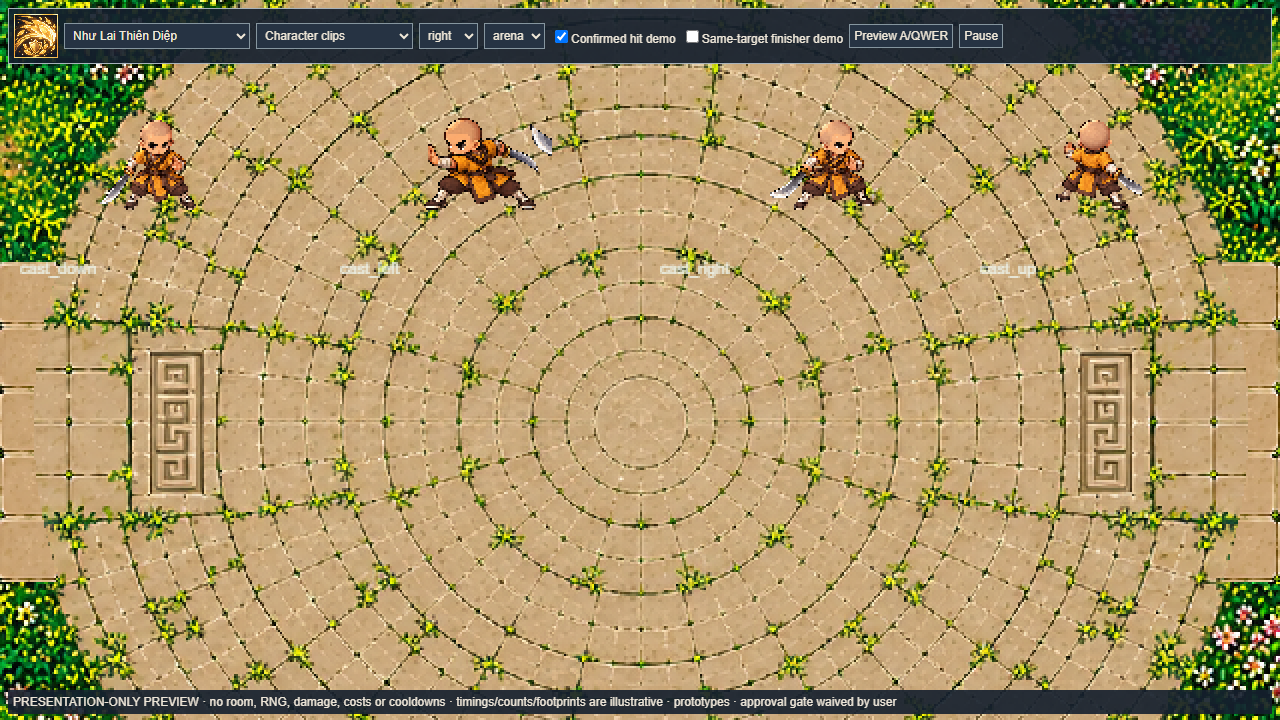 Như Lai Thiên Diệp Character clips right arena Confirmed hit demo Same-target finisher demo Preview A/QWER Pause
cast_down cast_left cast_right cast_up
PRESENTATION-ONLY PREVIEW · no room, RNG, damage, costs or cooldowns · timings/counts/footprints are illustrative · prototypes · approval gate waived by user